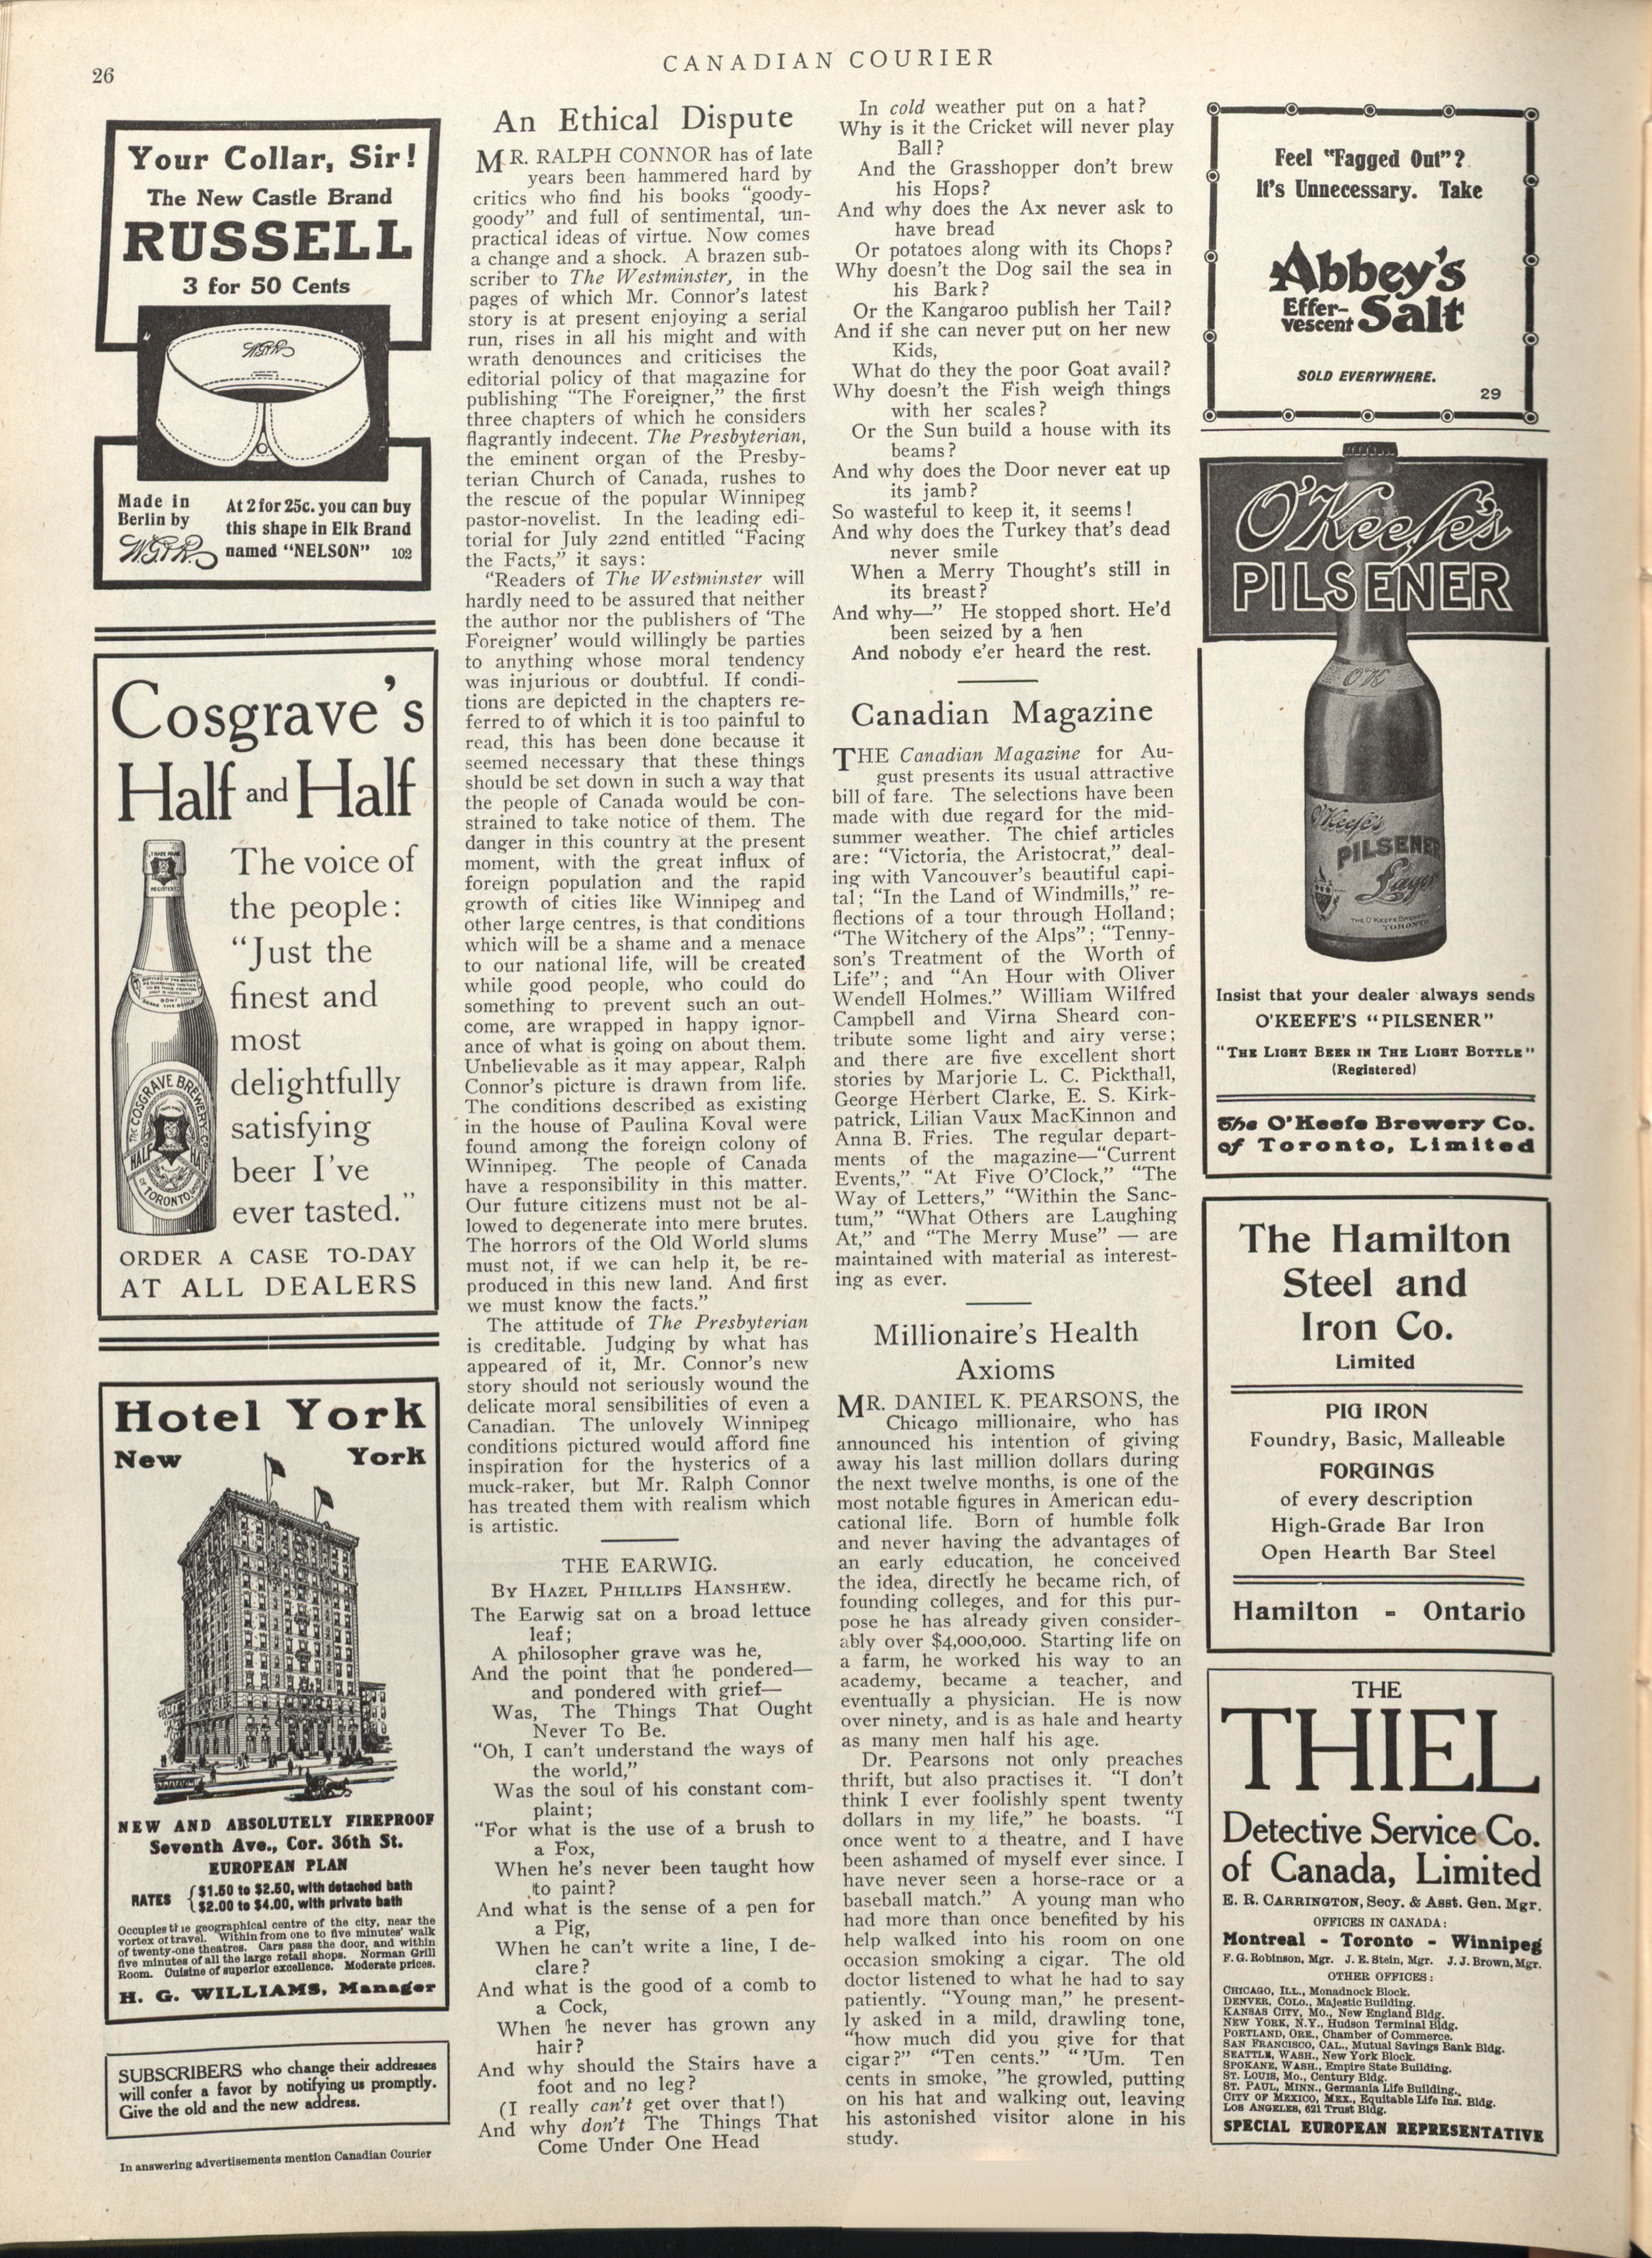 26
CANADIAN COURIER
Your Collar, Sir!
The New Castle Brand
RUSSELL
3 for 50 Cents
W.G.&R.
Made in
Berlin by
W.G.&R.
At 2 for 25c. you can buy
this shape in Elk Brand
named "NELSON" 102
Cosgrave's
Half and Half
The voice of
the people:
"Just the
finest and
most
delightfully
satisfying
beer I've
ever tasted."
TRADE MARK
REGISTERED
THE COSGRAVE BREWERY CO.
HALF HALF
OF TORONTO
ORDER A CASE TO-DAY
AT ALL DEALERS
Hotel York
New York
NEW AND ABSOLUTELY FIREPROOF
Seventh Ave., Cor. 36th St.
EUROPEAN PLAN
RATES { $1.50 to $2.50, with detached bath
$2.00 to $4.00, with private bath
Occupies the geographical centre of the city, near the
vortex of travel. Within from one to five minutes' walk
of twenty-one theatres. Cars pass the door, and within
five minutes of all the large retail shops. Norman Grill
Room. Cuisine of superior excellence. Moderate prices.
H. G. WILLIAMS, Manager
SUBSCRIBERS who change their addresses
will confer a favor by notifying us promptly.
Give the old and the new address.
In answering advertisements mention Canadian Courier
An Ethical Dispute
MR. RALPH CONNOR has of late
years been hammered hard by
critics who find his books "goody-
goody" and full of sentimental, un-
practical ideas of virtue. Now comes
a change and a shock. A brazen sub-
scriber to The Westminster, in the
pages of which Mr. Connor's latest
story is at present enjoying a serial
run, rises in all his might and with
wrath denounces and criticises the
editorial policy of that magazine for
publishing "The Foreigner," the first
three chapters of which he considers
flagrantly indecent. The Presbyterian,
the eminent organ of the Presby-
terian Church of Canada, rushes to
the rescue of the popular Winnipeg
pastor-novelist. In the leading edi-
torial for July 22nd entitled "Facing
the Facts," it says:
"Readers of The Westminster will
hardly need to be assured that neither
the author nor the publishers of 'The
Foreigner' would willingly be parties
to anything whose moral tendency
was injurious or doubtful. If condi-
tions are depicted in the chapters re-
ferred to of which it is too painful to
read, this has been done because it
seemed necessary that these things
should be set down in such a way that
the people of Canada would be con-
strained to take notice of them. The
danger in this country at the present
moment, with the great influx of
foreign population and the rapid
growth of cities like Winnipeg and
other large centres, is that conditions
which will be a shame and a menace
to our national life, will be created
while good people, who could do
something to prevent such an out-
come, are wrapped in happy ignor-
ance of what is going on about them.
Unbelievable as it may appear, Ralph
Connor's picture is drawn from life.
The conditions described as existing
in the house of Paulina Koval were
found among the foreign colony of
Winnipeg. The people of Canada
have a responsibility in this matter.
Our future citizens must not be al-
lowed to degenerate into mere brutes.
The horrors of the Old World slums
must not, if we can help it, be re-
produced in this new land. And first
we must know the facts."
The attitude of The Presbyterian
is creditable. Judging by what has
appeared of it, Mr. Connor's new
story should not seriously wound the
delicate moral sensibilities of even a
Canadian. The unlovely Winnipeg
conditions pictured would afford fine
inspiration for the hysterics of a
muck-raker, but Mr. Ralph Connor
has treated them with realism which
is artistic.
THE EARWIG.
BY HAZEL PHILLIPS HANSHEW.
The Earwig sat on a broad lettuce
leaf;
A philosopher grave was he,
And the point that he pondered—
and pondered with grief—
Was, The Things That Ought
Never To Be.
"Oh, I can't understand the ways of
the world,"
Was the soul of his constant com-
plaint;
"For what is the use of a brush to
a Fox,
When he's never been taught how
to paint?
And what is the sense of a pen for
a Pig,
When he can't write a line, I de-
clare?
And what is the good of a comb to
a Cock,
When he never has grown any
hair?
And why should the Stairs have a
foot and no leg?
(I really can't get over that!)
And why don't The Things That
Come Under One Head
In cold weather put on a hat?
Why is it the Cricket will never play
Ball?
And the Grasshopper don't brew
his Hops?
And why does the Ax never ask to
have bread
Or potatoes along with its Chops?
Why doesn't the Dog sail the sea in
his Bark?
Or the Kangaroo publish her Tail?
And if she can never put on her new
Kids,
What do they the poor Goat avail?
Why doesn't the Fish weigh things
with her scales?
Or the Sun build a house with its
beams?
And why does the Door never eat up
its jamb?
So wasteful to keep it, it seems!
And why does the Turkey that's dead
never smile
When a Merry Thought's still in
its breast?
And why—" He stopped short. He'd
been seized by a hen
And nobody e'er heard the rest.
Canadian Magazine
THE Canadian Magazine for Au-
gust presents its usual attractive
bill of fare. The selections have been
made with due regard for the mid-
summer weather. The chief articles
are: "Victoria, the Aristocrat," deal-
ing with Vancouver's beautiful capi-
tal; "In the Land of Windmills," re-
flections of a tour through Holland;
"The Witchery of the Alps"; "Tenny-
son's Treatment of the Worth of
Life"; and "An Hour with Oliver
Wendell Holmes." William Wilfred
Campbell and Virna Sheard con-
tribute some light and airy verse;
and there are five excellent short
stories by Marjorie L. C. Pickthall,
George Herbert Clarke, E. S. Kirk-
patrick, Lilian Vaux MacKinnon and
Anna B. Fries. The regular depart-
ments of the magazine—"Current
Events," "At Five O'Clock," "The
Way of Letters," "Within the Sanc-
tum," "What Others are Laughing
At," and "The Merry Muse" — are
maintained with material as interest-
ing as ever.
Millionaire's Health
Axioms
MR. DANIEL K. PEARSONS, the
Chicago millionaire, who has
announced his intention of giving
away his last million dollars during
the next twelve months, is one of the
most notable figures in American edu-
cational life. Born of humble folk
and never having the advantages of
an early education, he conceived
the idea, directly he became rich, of
founding colleges, and for this pur-
pose he has already given consider-
ably over $4,000,000. Starting life on
a farm, he worked his way to an
academy, became a teacher, and
eventually a physician. He is now
over ninety, and is as hale and hearty
as many men half his age.
Dr. Pearsons not only preaches
thrift, but also practises it. "I don't
think I ever foolishly spent twenty
dollars in my life," he boasts. "I
once went to a theatre, and I have
been ashamed of myself ever since. I
have never seen a horse-race or a
baseball match." A young man who
had more than once benefited by his
help walked into his room on one
occasion smoking a cigar. The old
doctor listened to what he had to say
patiently. "Young man," he present-
ly asked in a mild, drawling tone,
"how much did you give for that
cigar?" "Ten cents." "'Um. Ten
cents in smoke, "he growled, putting
on his hat and walking out, leaving
his astonished visitor alone in his
study.
Feel "Fagged Out"?
It's Unnecessary. Take
Abbey's
Effer-
vescent Salt
SOLD EVERYWHERE.
29
O'Keefe's
PILSENER
OK
O'Keefe's
PILSENER
Lager
THE O'KEEFE BREWERY
TORONTO
Insist that your dealer always sends
O'KEEFE'S "PILSENER"
"THE LIGHT BEER IN THE LIGHT BOTTLE"
(Registered)
The O'Keefe Brewery Co.
of Toronto, Limited
The Hamilton
Steel and
Iron Co.
Limited
PIG IRON
Foundry, Basic, Malleable
FORGINGS
of every description
High-Grade Bar Iron
Open Hearth Bar Steel
Hamilton - Ontario
THE
THIEL
Detective Service Co.
of Canada, Limited
E. R. CARRINGTON, Secy. & Asst. Gen. Mgr.
OFFICES IN CANADA:
Montreal - Toronto - Winnipeg
F. G. Robinson, Mgr. J. E. Stein, Mgr. J. J. Brown, Mgr.
OTHER OFFICES:
CHICAGO, ILL., Monadnock Block.
DENVER, COLO., Majestic Building.
KANSAS CITY, MO., New England Bldg.
NEW YORK, N.Y., Hudson Terminal Bldg.
PORTLAND, ORE., Chamber of Commerce.
SAN FRANCISCO, CAL., Mutual Savings Bank Bldg.
SEATTLE, WASH., New York Block.
SPOKANE, WASH., Empire State Building.
ST. LOUIS, MO., Century Bldg.
ST. PAUL, MINN., Germania Life Building.
CITY OF MEXICO, MEX., Equitable Life Ins. Bldg.
LOS ANGELES, 621 Trust Bldg.
SPECIAL EUROPEAN REPRESENTATIVE